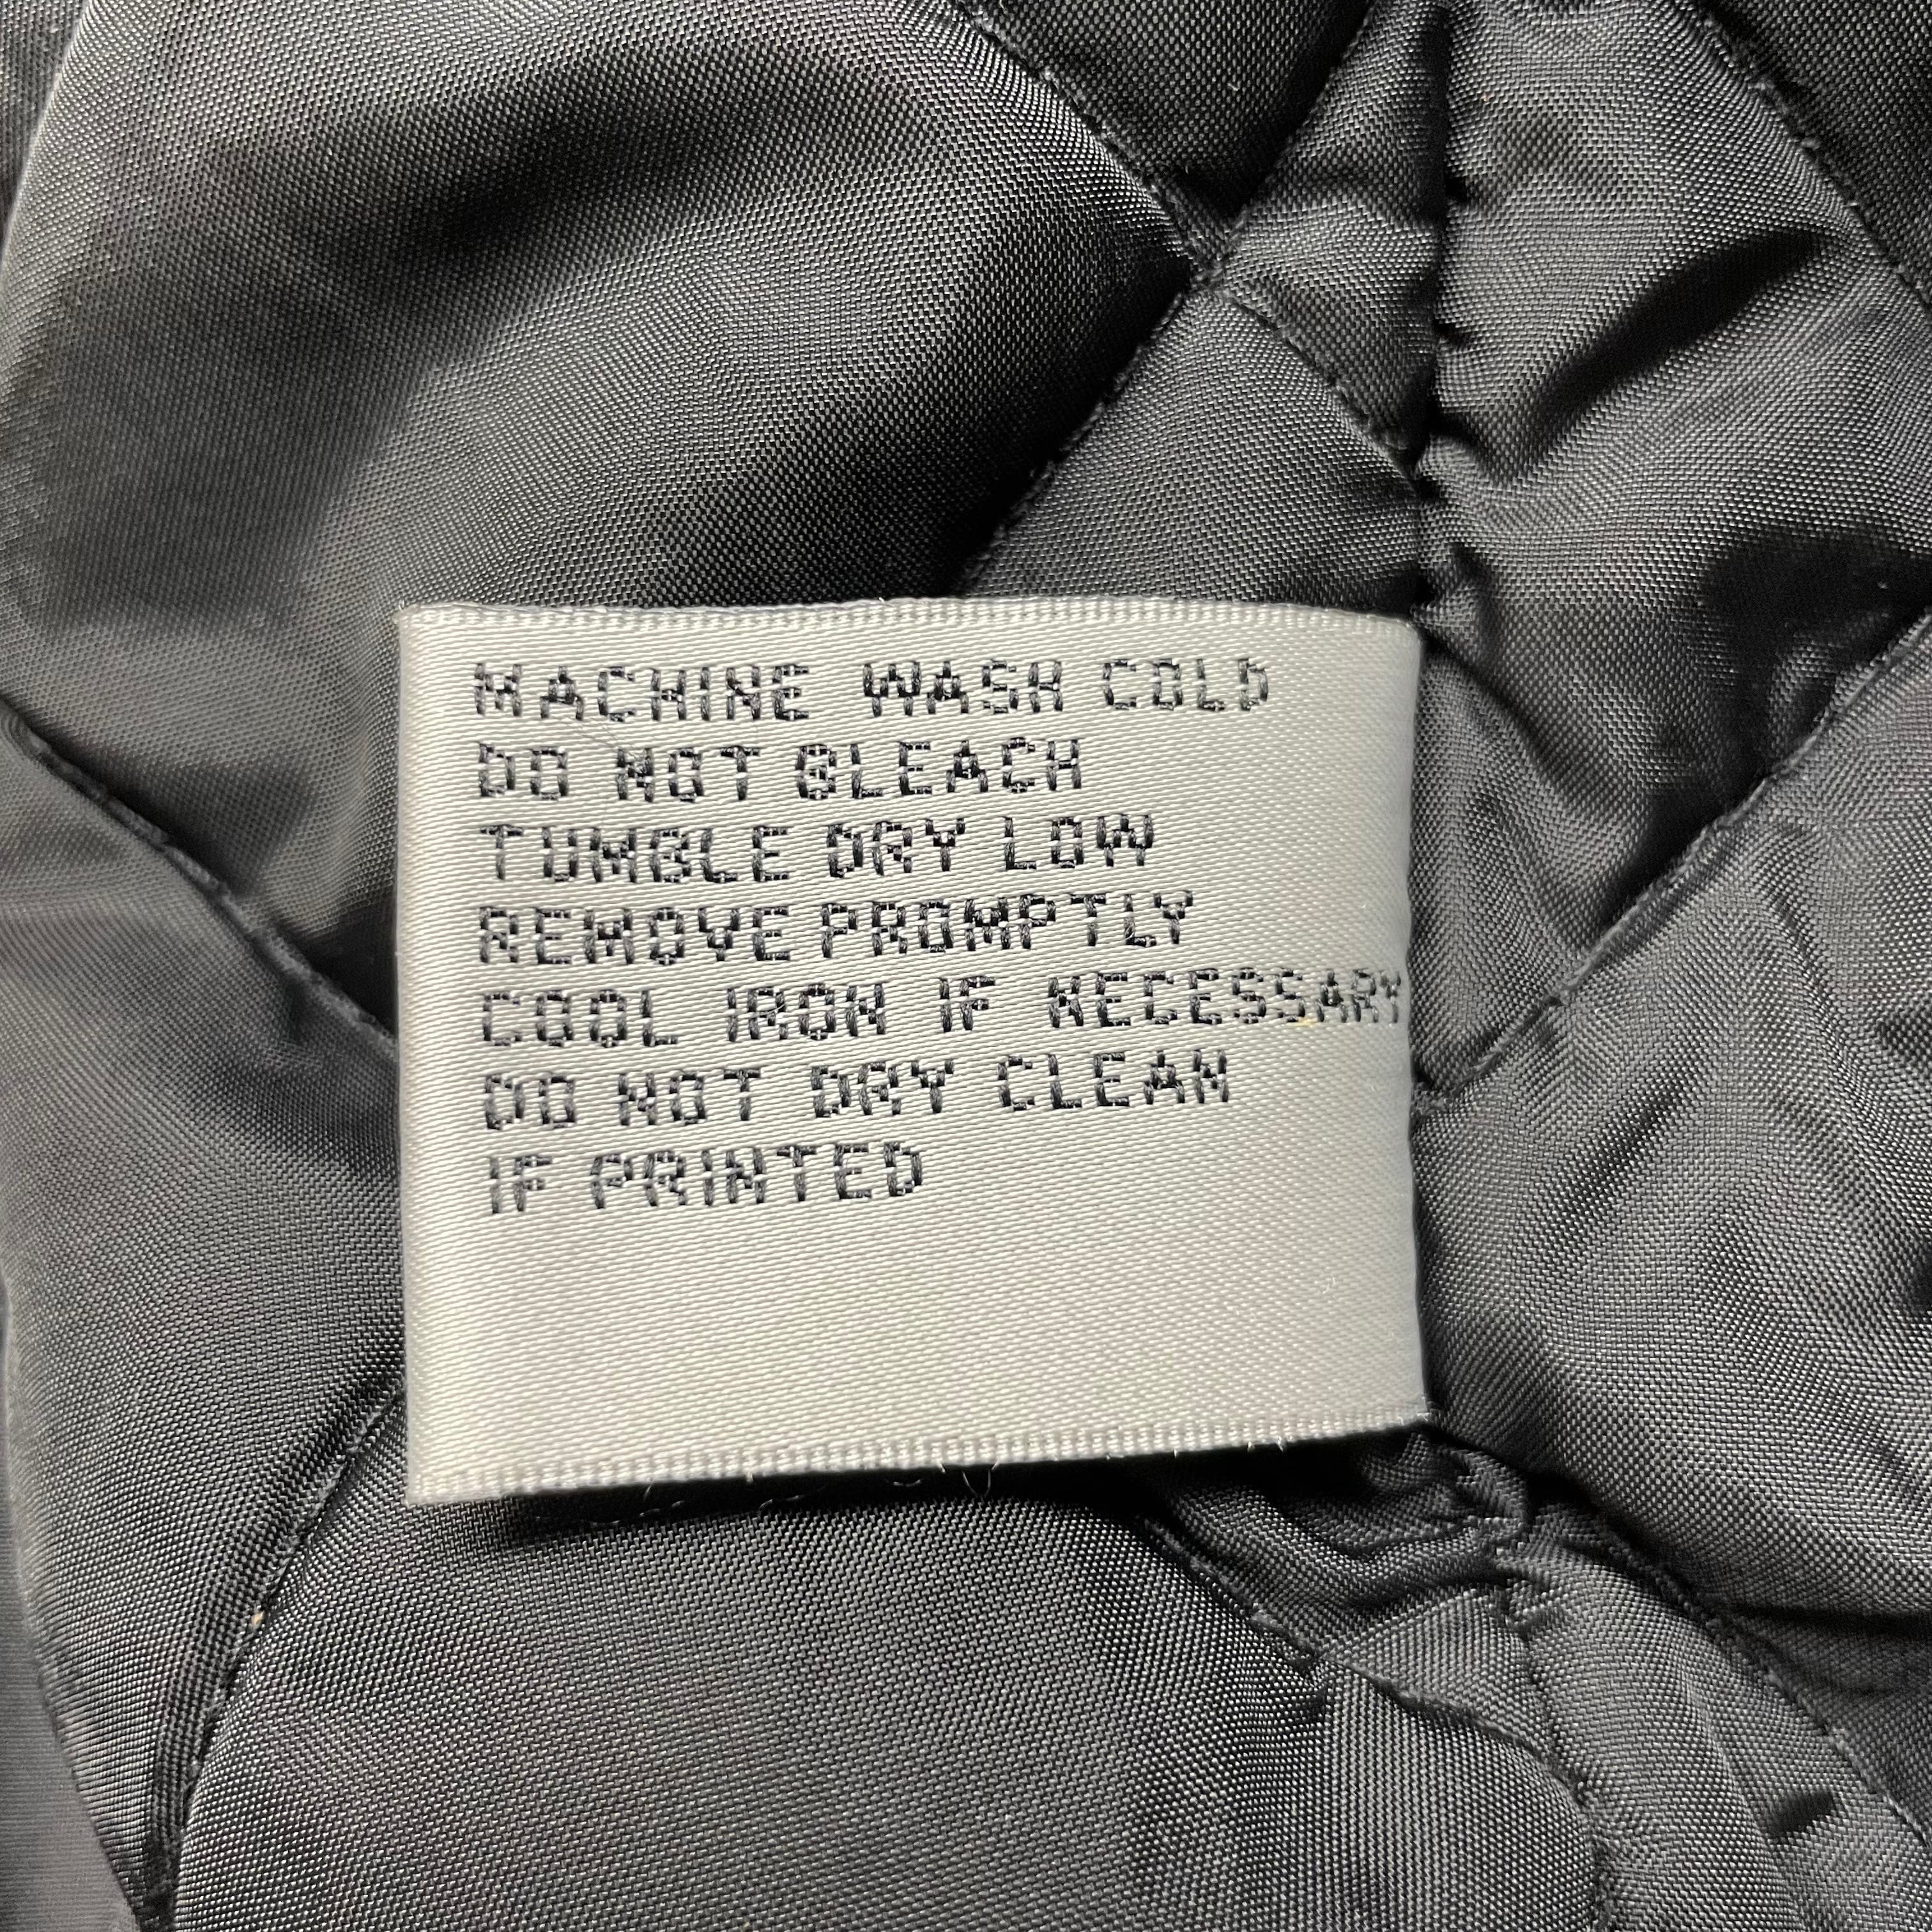 MACHINE WASH COLD
DO NOT BLEACH
TUMBLE DRY LOW
REMOVE PROMPTLY
COOL IRON IF NECESSARY
DO NOT DRY CLEAN
IF PRINTED